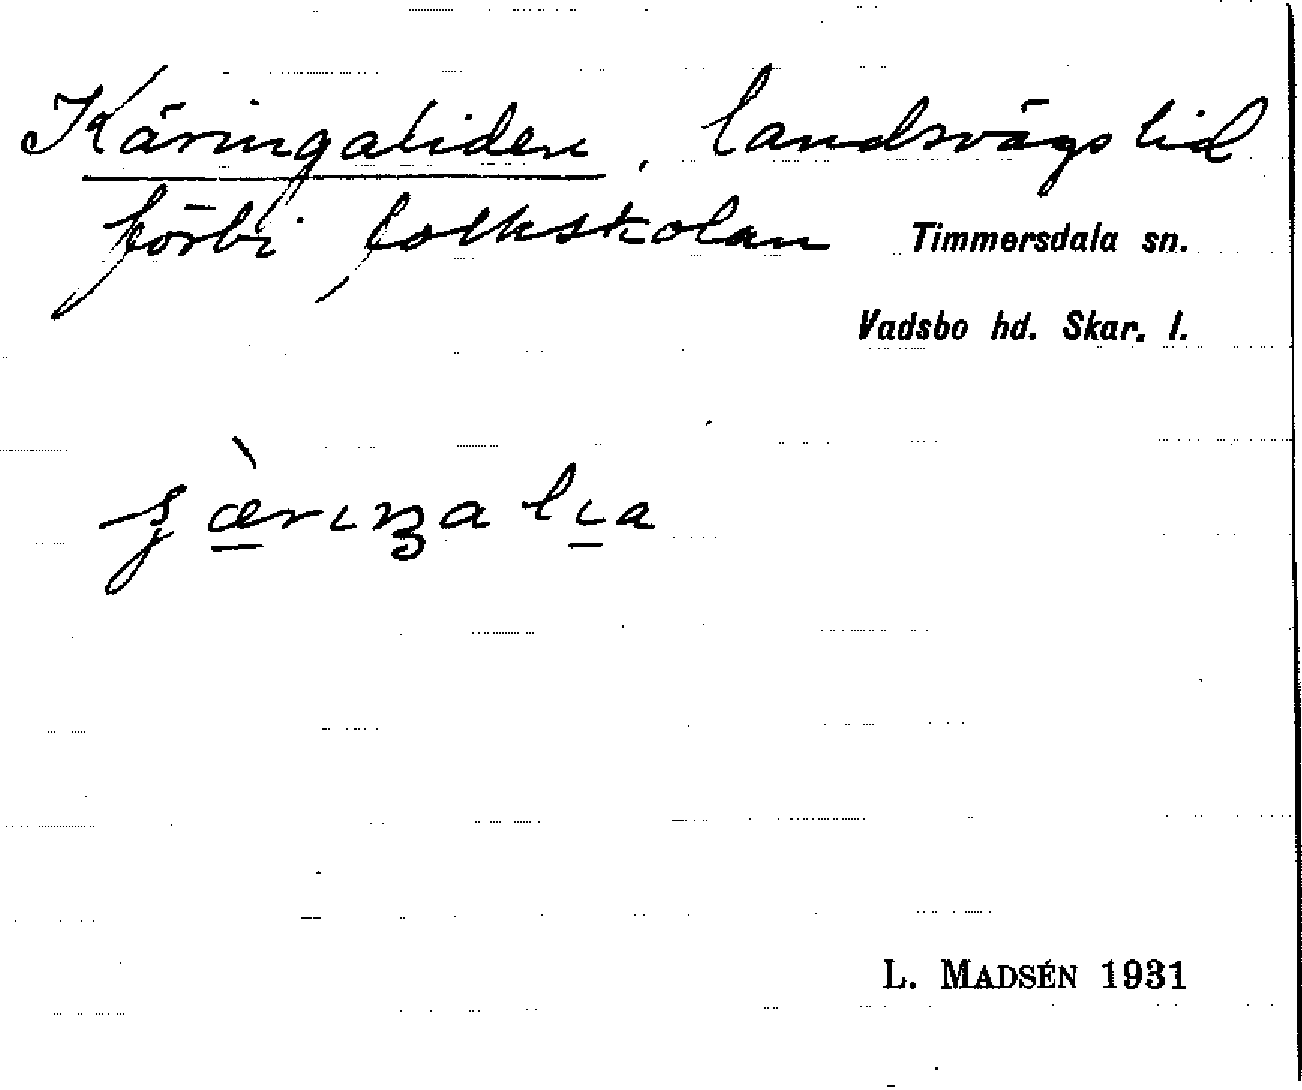 Käringaliden, landsvägslid
förbi folkskolan
Timmersdala sn.
Vadsbo hd. Skar. l.
L. MADSÉN 1931